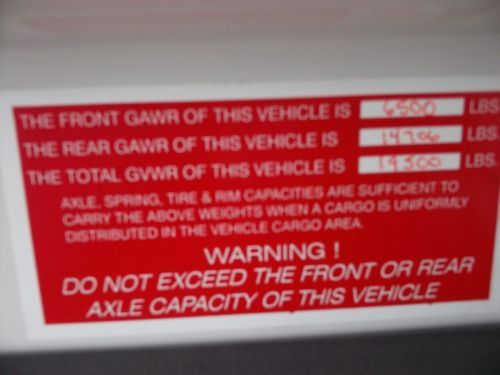 THE FRONT GAWR OF THIS VEHICLE IS 6500 LBS
THE REAR GAWR OF THIS VEHICLE IS 14706 LBS
THE TOTAL GVWR OF THIS VEHICLE IS 19500 LBS
AXLE, SPRING, TIRE & RIM CAPACITIES ARE SUFFICIENT TO
CARRY THE ABOVE WEIGHTS WHEN A CARGO IS UNIFORMLY
DISTRIBUTED IN THE VEHICLE CARGO AREA.
WARNING !
DO NOT EXCEED THE FRONT OR REAR
AXLE CAPACITY OF THIS VEHICLE